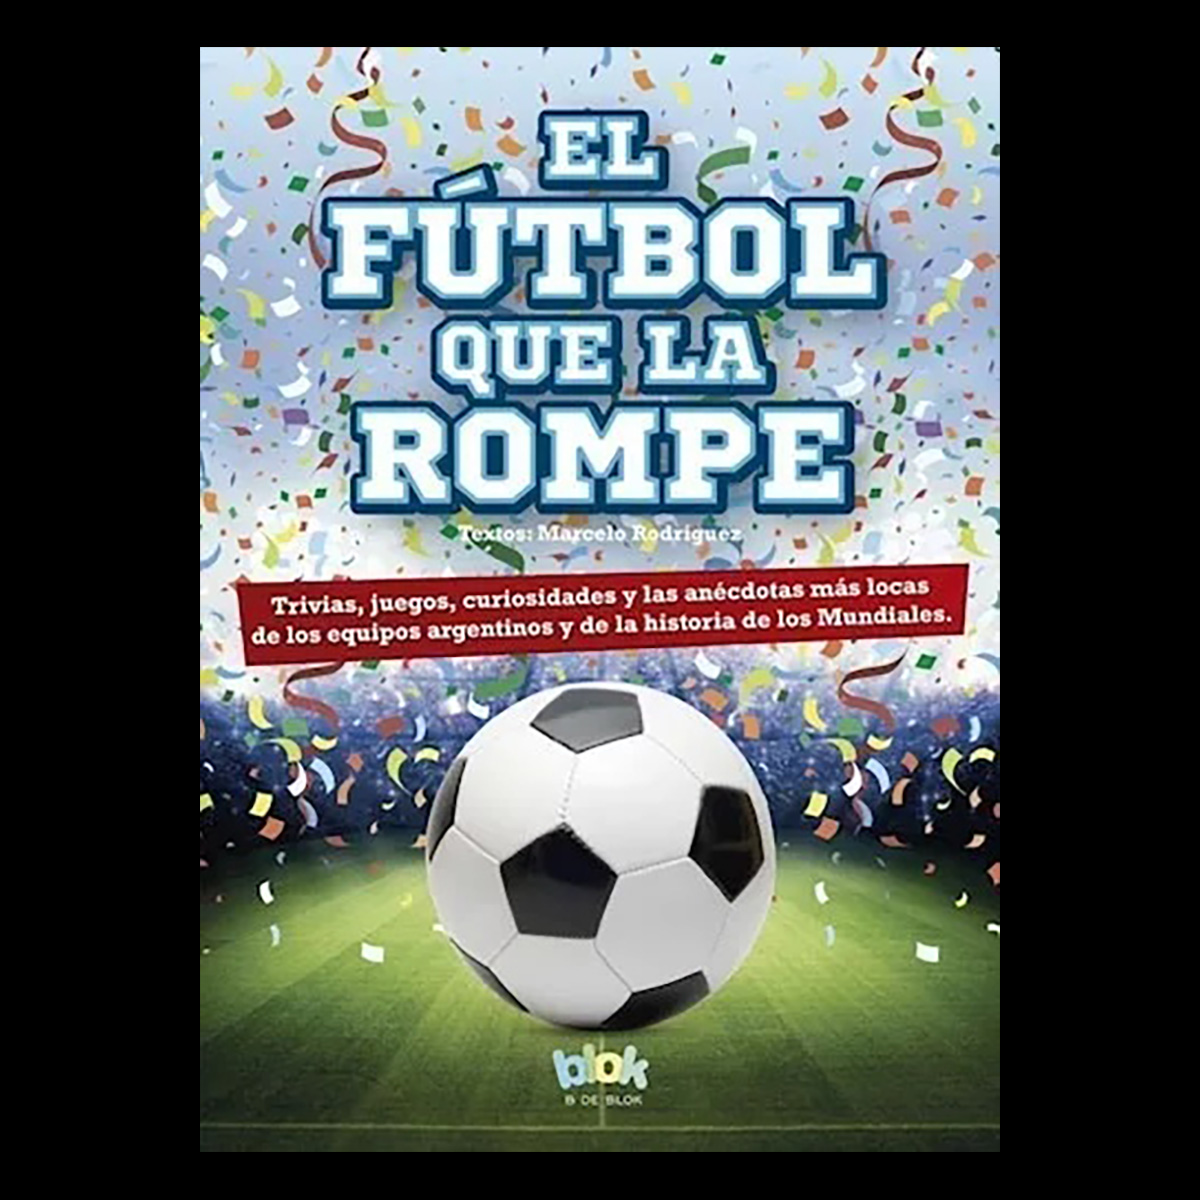 EL
FÚTBOL
QUE LA
ROMPE
Textos: Marcelo Rodríguez
Trivias, juegos, curiosidades y las anécdotas más locas
de los equipos argentinos y de la historia de los Mundiales.
blok
B DE BLOK